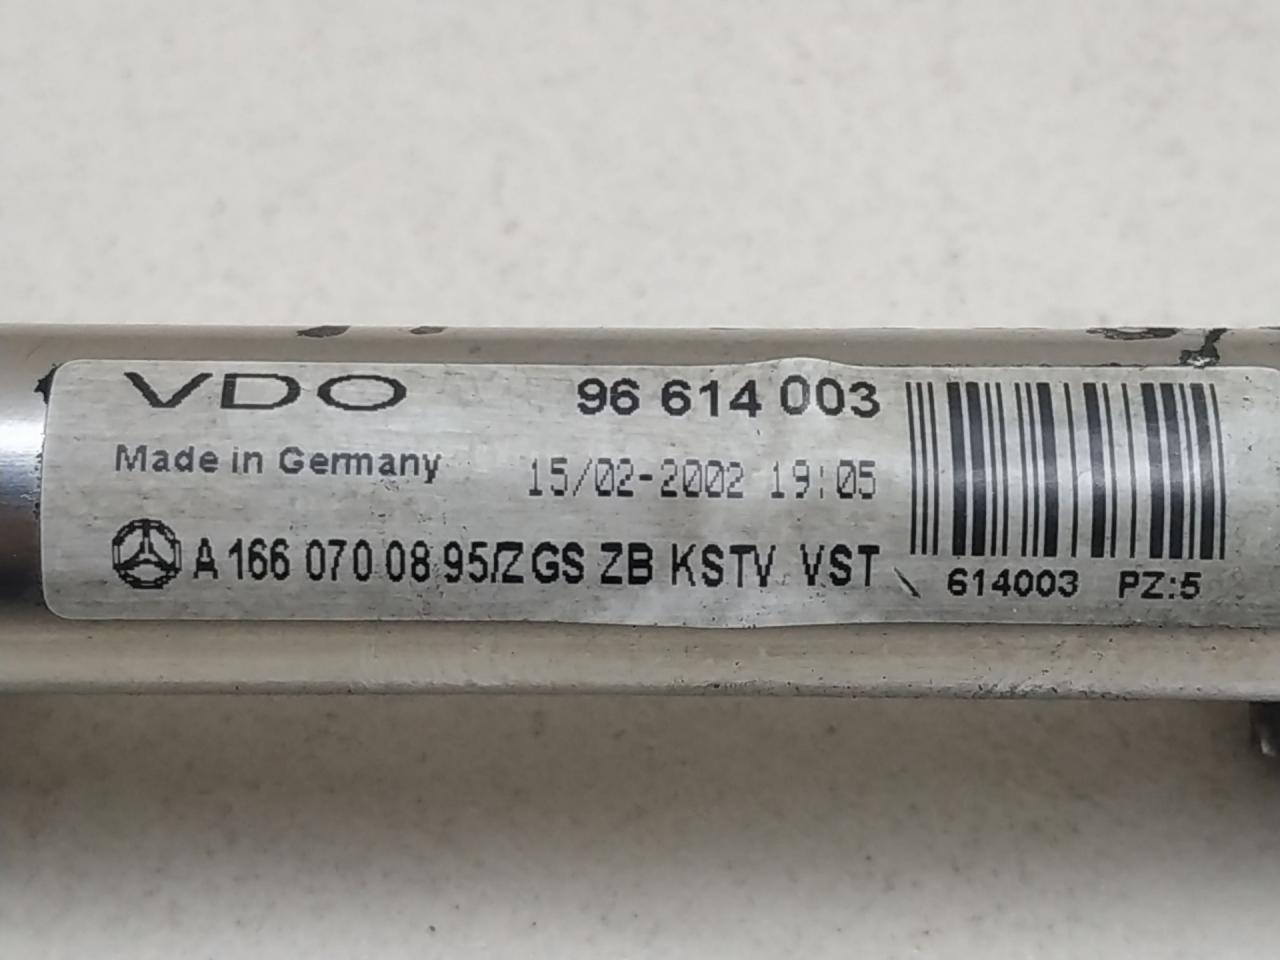 VDO 96 614 003
Made in Germany 15/02-2002 19:05
A 166 070 08 95/ZGS ZB KSTV VST
614003 PZ:5